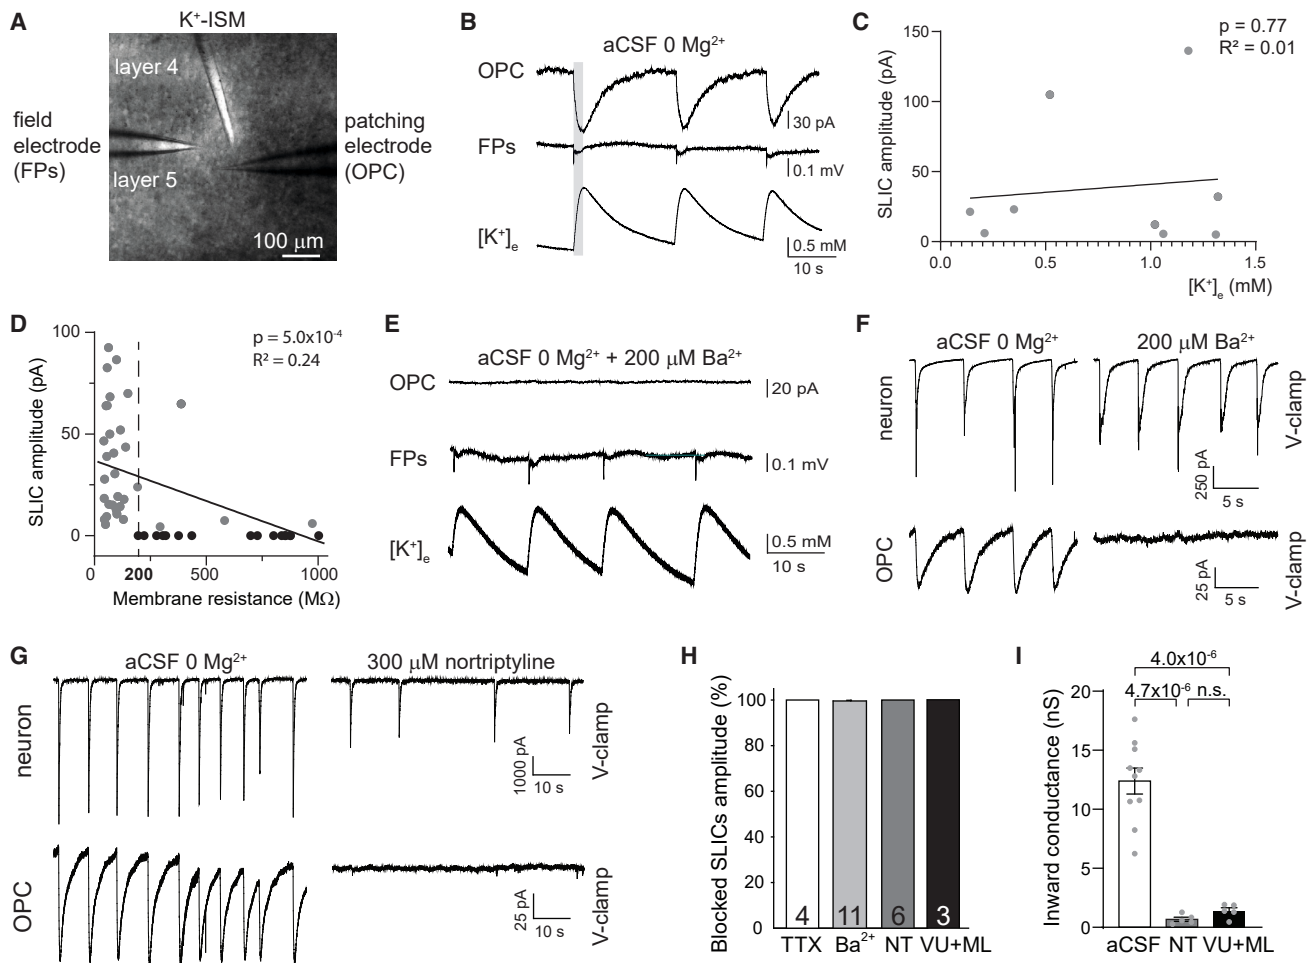 A
K⁺-ISM
layer 4
field
electrode
(FPs)
patching
electrode
(OPC)
layer 5
100 μm
B
aCSF 0 Mg²⁺
OPC
30 pA
FPs
0.1 mV
[K⁺]ₑ
0.5 mM
10 s
C
p = 0.77
R² = 0.01
SLIC amplitude (pA)
150
100
50
0
0.0 0.5 1.0 1.5
[K⁺]ₑ (mM)
D
p = 5.0x10⁻⁴
R² = 0.24
SLIC amplitude (pA)
100
50
0
0 200 500 1000
Membrane resistance (MΩ)
E
aCSF 0 Mg²⁺ + 200 μM Ba²⁺
OPC
20 pA
FPs
0.1 mV
[K⁺]ₑ
0.5 mM
10 s
F
aCSF 0 Mg²⁺ 200 μM Ba²⁺
neuron
V-clamp
250 pA
5 s
OPC
V-clamp
25 pA
5 s
G
aCSF 0 Mg²⁺ 300 μM nortriptyline
neuron
V-clamp
1000 pA
10 s
OPC
V-clamp
25 pA
10 s
H
Blocked SLICs amplitude (%)
100
80
60
40
20
0
4 11 6 3
TTX Ba²⁺ NT VU+ML
I
4.0x10⁻⁶
4.7x10⁻⁶ n.s.
Inward conductance (nS)
20
15
10
5
0
aCSF NT VU+ML